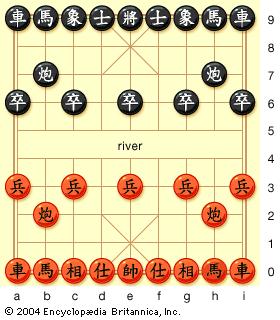 車馬象士將士象馬車 9
8
炮 炮 7
卒 卒 卒 卒 卒 6
5
river
4
兵 兵 兵 兵 兵 3
炮 炮 2
1
車馬相仕帥仕相馬車 0
a b c d e f g h i
© 2004 Encyclopædia Britannica, Inc.